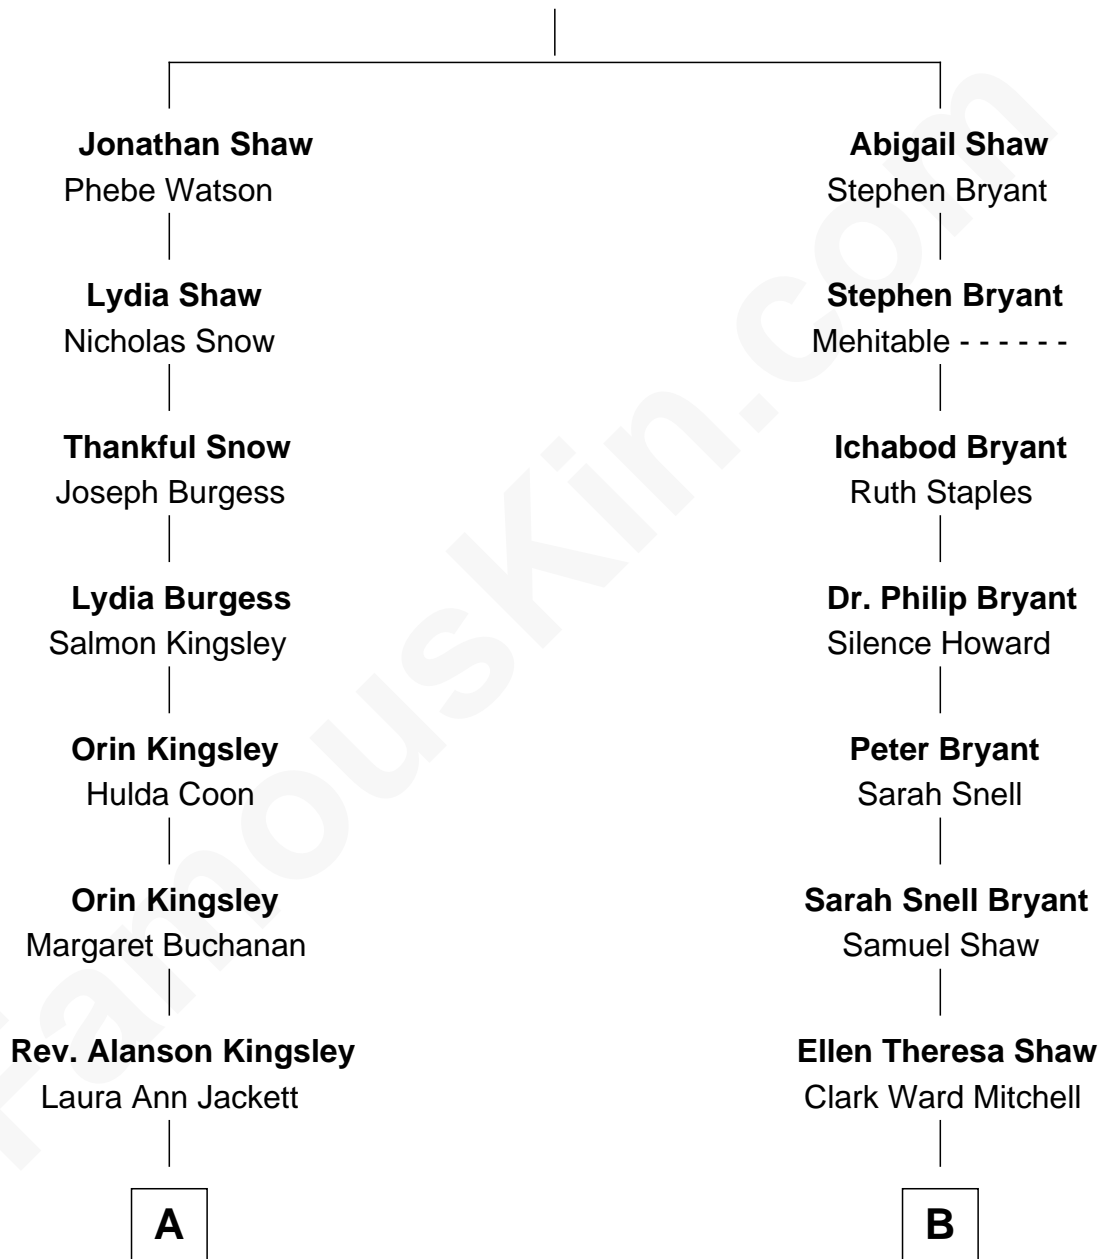 Jonathan Shaw
Phebe Watson
Lydia Shaw
Nicholas Snow
Thankful Snow
Joseph Burgess
Lydia Burgess
Salmon Kingsley
Orin Kingsley
Hulda Coon
Orin Kingsley
Margaret Buchanan
Rev. Alanson Kingsley
Laura Ann Jackett
A
Abigail Shaw
Stephen Bryant
Stephen Bryant
Mehitable - - - - - -
Ichabod Bryant
Ruth Staples
Dr. Philip Bryant
Silence Howard
Peter Bryant
Sarah Snell
Sarah Snell Bryant
Samuel Shaw
Ellen Theresa Shaw
Clark Ward Mitchell
B
FamousKin.com